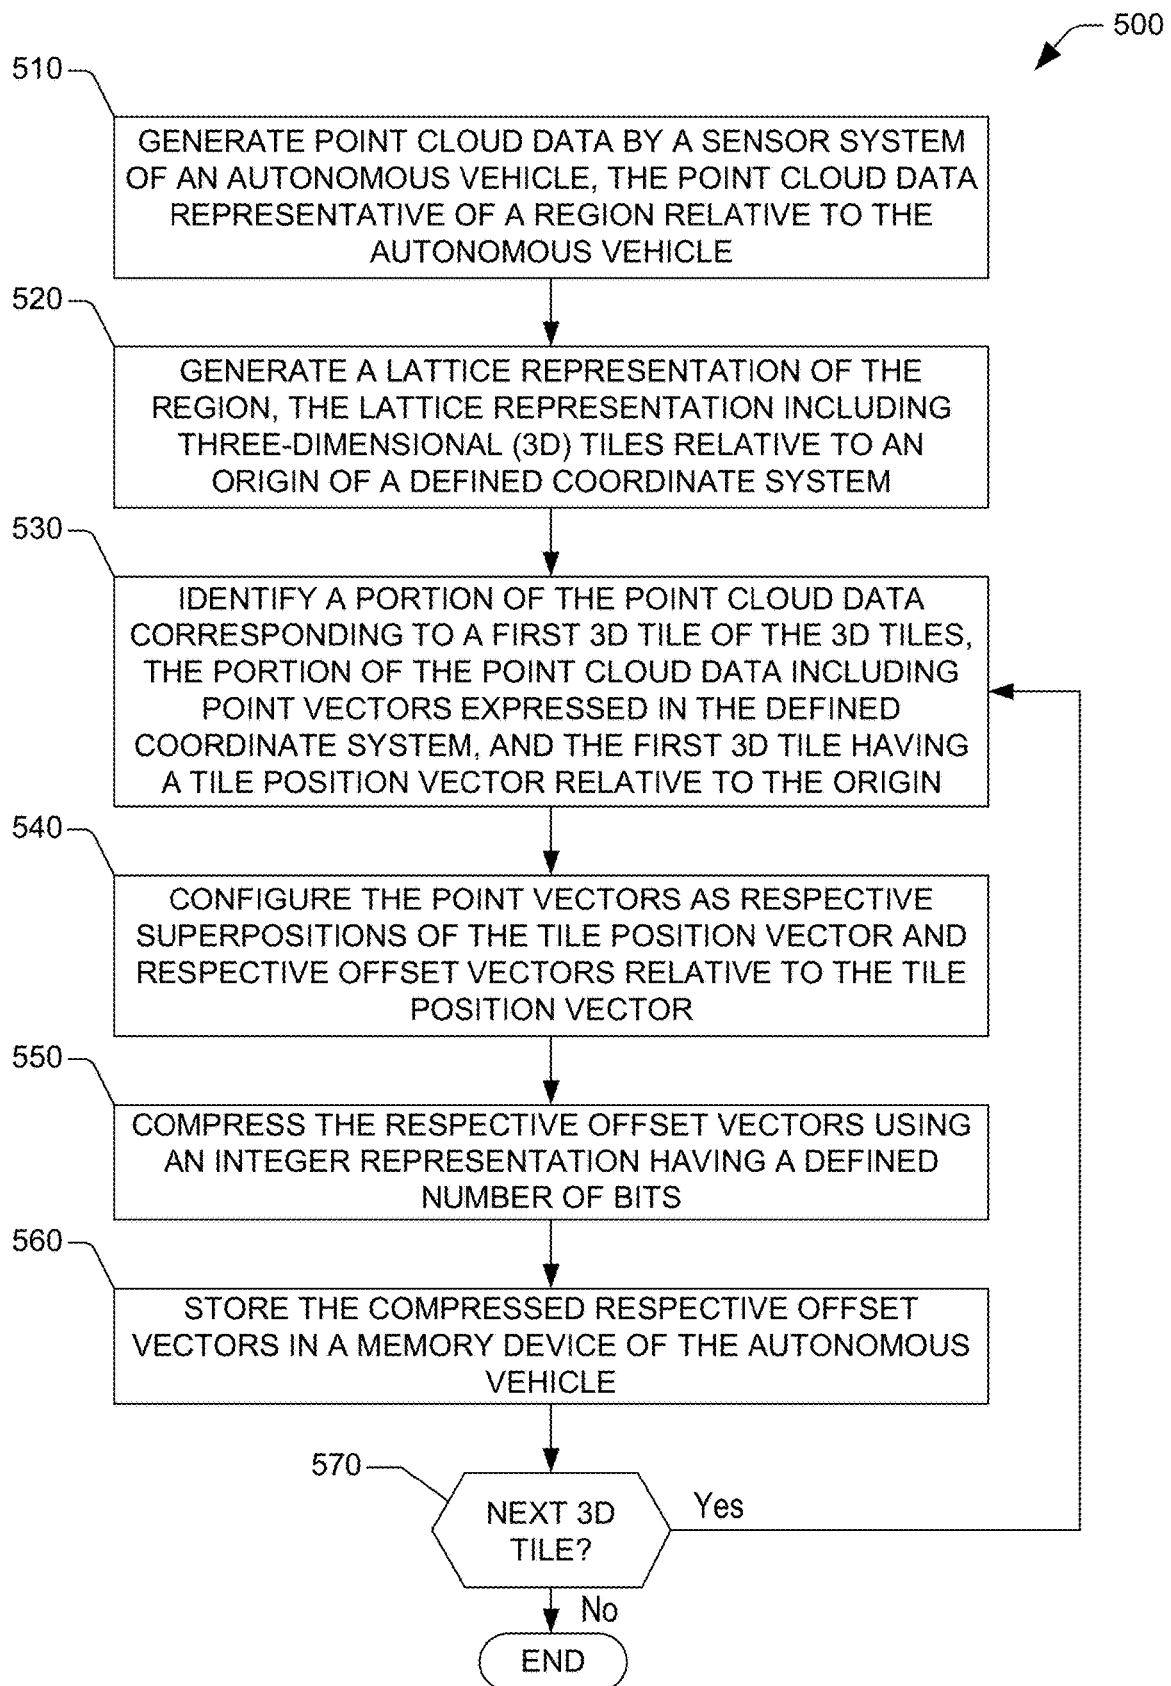 500
510
GENERATE POINT CLOUD DATA BY A SENSOR SYSTEM
OF AN AUTONOMOUS VEHICLE, THE POINT CLOUD DATA
REPRESENTATIVE OF A REGION RELATIVE TO THE
AUTONOMOUS VEHICLE
520
GENERATE A LATTICE REPRESENTATION OF THE
REGION, THE LATTICE REPRESENTATION INCLUDING
THREE-DIMENSIONAL (3D) TILES RELATIVE TO AN
ORIGIN OF A DEFINED COORDINATE SYSTEM
530
IDENTIFY A PORTION OF THE POINT CLOUD DATA
CORRESPONDING TO A FIRST 3D TILE OF THE 3D TILES,
THE PORTION OF THE POINT CLOUD DATA INCLUDING
POINT VECTORS EXPRESSED IN THE DEFINED
COORDINATE SYSTEM, AND THE FIRST 3D TILE HAVING
A TILE POSITION VECTOR RELATIVE TO THE ORIGIN
540
CONFIGURE THE POINT VECTORS AS RESPECTIVE
SUPERPOSITIONS OF THE TILE POSITION VECTOR AND
RESPECTIVE OFFSET VECTORS RELATIVE TO THE TILE
POSITION VECTOR
550
COMPRESS THE RESPECTIVE OFFSET VECTORS USING
AN INTEGER REPRESENTATION HAVING A DEFINED
NUMBER OF BITS
560
STORE THE COMPRESSED RESPECTIVE OFFSET
VECTORS IN A MEMORY DEVICE OF THE AUTONOMOUS
VEHICLE
570
NEXT 3D
TILE?
Yes
No
END